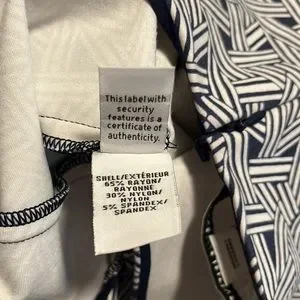 This label with
security
features is a
certificate of
authenticity.
SHELL/EXTÉRIEUR
65% RAYON/
RAYONNE
30% NYLON/
NYLON
5% SPANDEX/
SPANDEX